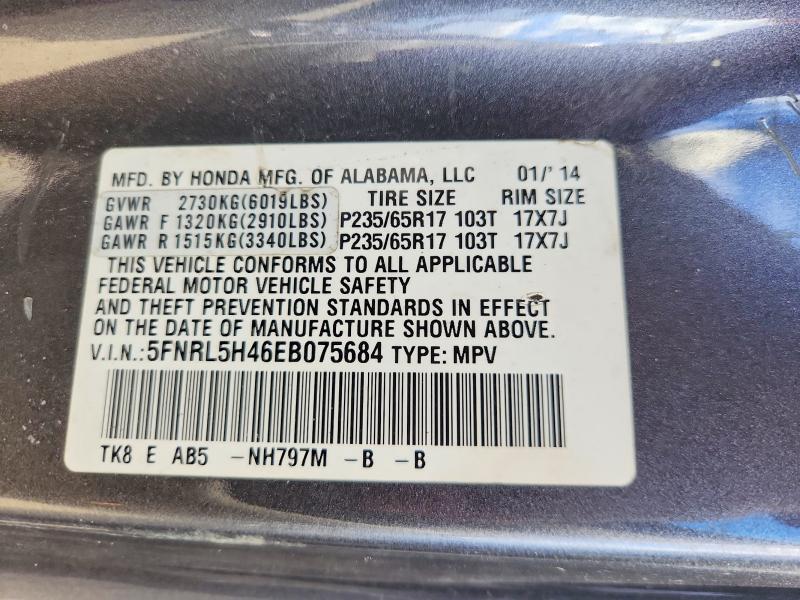 MFD. BY HONDA MFG. OF ALABAMA, LLC 01/'14
GVWR 2730KG(6019LBS) TIRE SIZE RIM SIZE
GAWR F 1320KG(2910LBS) P235/65R17 103T 17X7J
GAWR R 1515KG(3340LBS) P235/65R17 103T 17X7J
THIS VEHICLE CONFORMS TO ALL APPLICABLE
FEDERAL MOTOR VEHICLE SAFETY
AND THEFT PREVENTION STANDARDS IN EFFECT
ON THE DATE OF MANUFACTURE SHOWN ABOVE.
V.I.N.: 5FNRL5H46EB075684 TYPE: MPV
TK8 E AB5 -NH797M -B -B